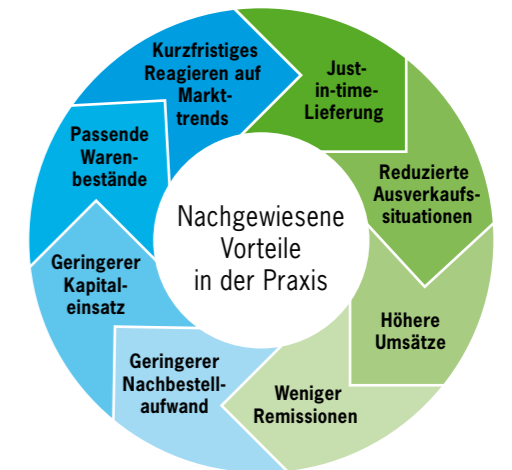 Kurzfristiges
Reagieren auf
Markt-
trends
Just-
in-time-
Lieferung
Reduzierte
Ausverkaufs-
situationen
Höhere
Umsätze
Weniger
Remissionen
Geringerer
Nachbestell-
aufwand
Geringerer
Kapital-
einsatz
Passende
Waren-
bestände
Nachgewiesene
Vorteile
in der Praxis